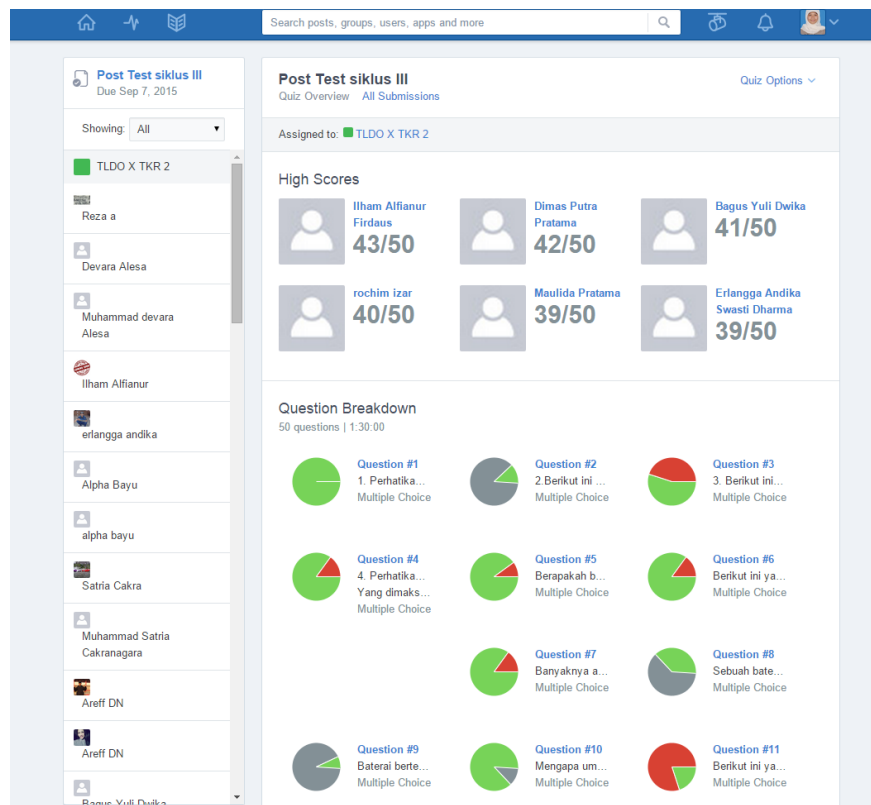 Search posts, groups, users, apps and more
Post Test siklus III
Due Sep 7, 2015
Showing: All
TLDO X TKR 2
Reza a
Devara Alesa
Muhammad devara
Alesa
Ilham Alfianur
erlangga andika
Alpha Bayu
alpha bayu
Satria Cakra
Muhammad Satria
Cakranagara
Areff DN
Areff DN
Bagus Yuli Dwika
Post Test siklus III
Quiz Options
Quiz Overview All Submissions
Assigned to: TLDO X TKR 2
High Scores
Ilham Alfianur
Firdaus
43/50
Dimas Putra
Pratama
42/50
Bagus Yuli Dwika
41/50
rochim izar
40/50
Maulida Pratama
39/50
Erlangga Andika
Swasti Dharma
39/50
Question Breakdown
50 questions | 1:30:00
Question #1
1. Perhatika...
Multiple Choice
Question #2
2.Berikut ini ...
Multiple Choice
Question #3
3. Berikut ini...
Multiple Choice
Question #4
4. Perhatika...
Yang dimaks...
Multiple Choice
Question #5
Berapakah b...
Multiple Choice
Question #6
Berikut ini ya...
Multiple Choice
Question #7
Banyaknya a...
Multiple Choice
Question #8
Sebuah bate...
Multiple Choice
Question #9
Baterai berte...
Multiple Choice
Question #10
Mengapa um...
Multiple Choice
Question #11
Berikut ini ya...
Multiple Choice